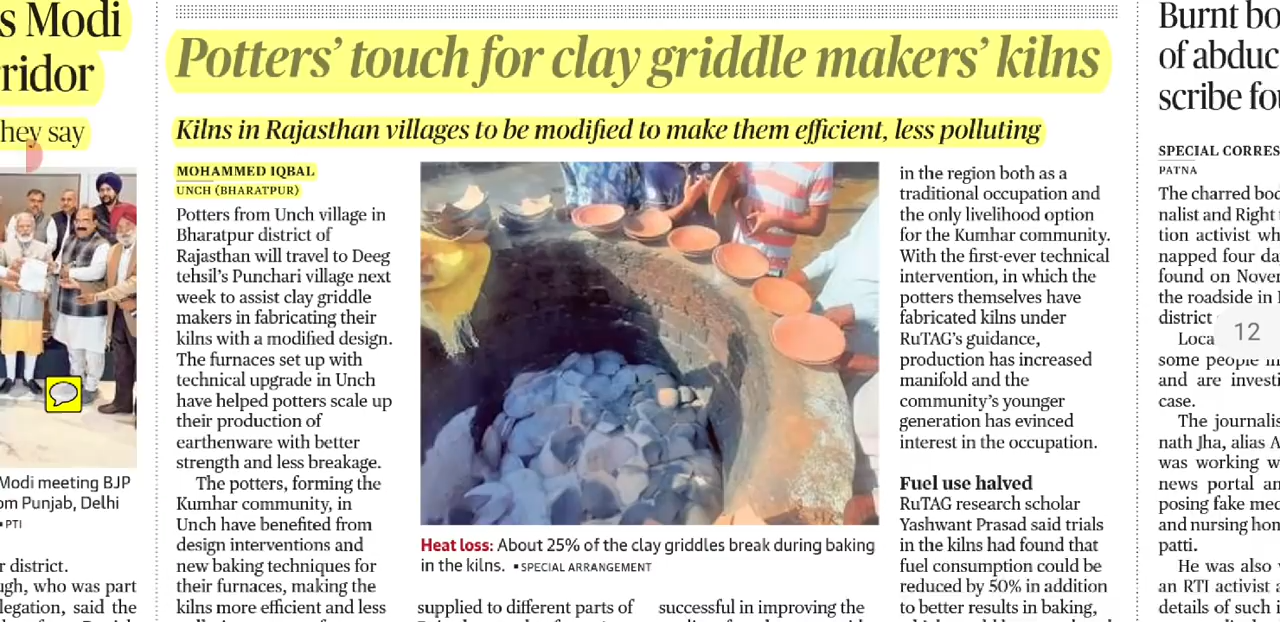 s Modi
rridor
hey say
Modi meeting BJP
om Punjab, Delhi
▪ PTI
r district.
ugh, who was part
legation, said the
Potters’ touch for clay griddle makers’ kilns
Kilns in Rajasthan villages to be modified to make them efficient, less polluting
MOHAMMED IQBAL
UNCH (BHARATPUR)
Potters from Unch village in
Bharatpur district of
Rajasthan will travel to Deeg
tehsil’s Punchari village next
week to assist clay griddle
makers in fabricating their
kilns with a modified design.
The furnaces set up with
technical upgrade in Unch
have helped potters scale up
their production of
earthenware with better
strength and less breakage.
The potters, forming the
Kumhar community, in
Unch have benefited from
design interventions and
new baking techniques for
their furnaces, making the
kilns more efficient and less
Heat loss: About 25% of the clay griddles break during baking
in the kilns. ▪ SPECIAL ARRANGEMENT
supplied to different parts of
successful in improving the
in the region both as a
traditional occupation and
the only livelihood option
for the Kumhar community.
With the first-ever technical
intervention, in which the
potters themselves have
fabricated kilns under
RuTAG’s guidance,
production has increased
manifold and the
community’s younger
generation has evinced
interest in the occupation.
Fuel use halved
RuTAG research scholar
Yashwant Prasad said trials
in the kilns had found that
fuel consumption could be
reduced by 50% in addition
to better results in baking,
Burnt bo
of abduc
scribe fou
SPECIAL CORRES
PATNA
The charred bod
nalist and Right
tion activist wh
napped four da
found on Novem
the roadside in
district
12
Loca
some people
and are investi
case.
The journalis
nath Jha, alias A
was working w
news portal an
posing fake med
and nursing hon
patti.
He was also
an RTI activist a
details of such i